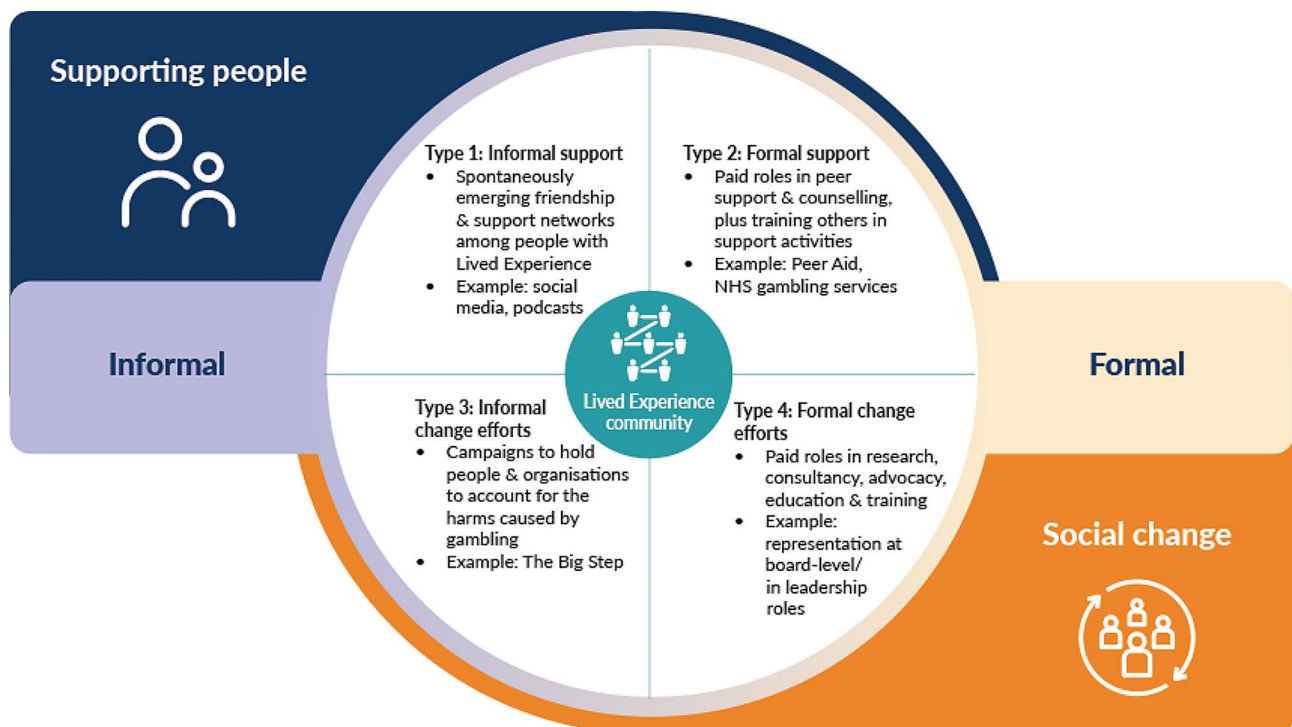 Supporting people
Type 1: Informal support
• Spontaneously
emerging friendship
& support networks
among people with
Lived Experience
• Example: social
media, podcasts
Type 2: Formal support
• Paid roles in peer
support & counselling,
plus training others in
support activities
• Example: Peer Aid,
NHS gambling services
Informal
Lived Experience
community
Formal
Type 3: Informal
change efforts
• Campaigns to hold
people & organisations
to account for the
harms caused by
gambling
• Example: The Big Step
Type 4: Formal change
efforts
• Paid roles in research,
consultancy, advocacy,
education & training
• Example:
representation at
board-level/
in leadership
roles
Social change